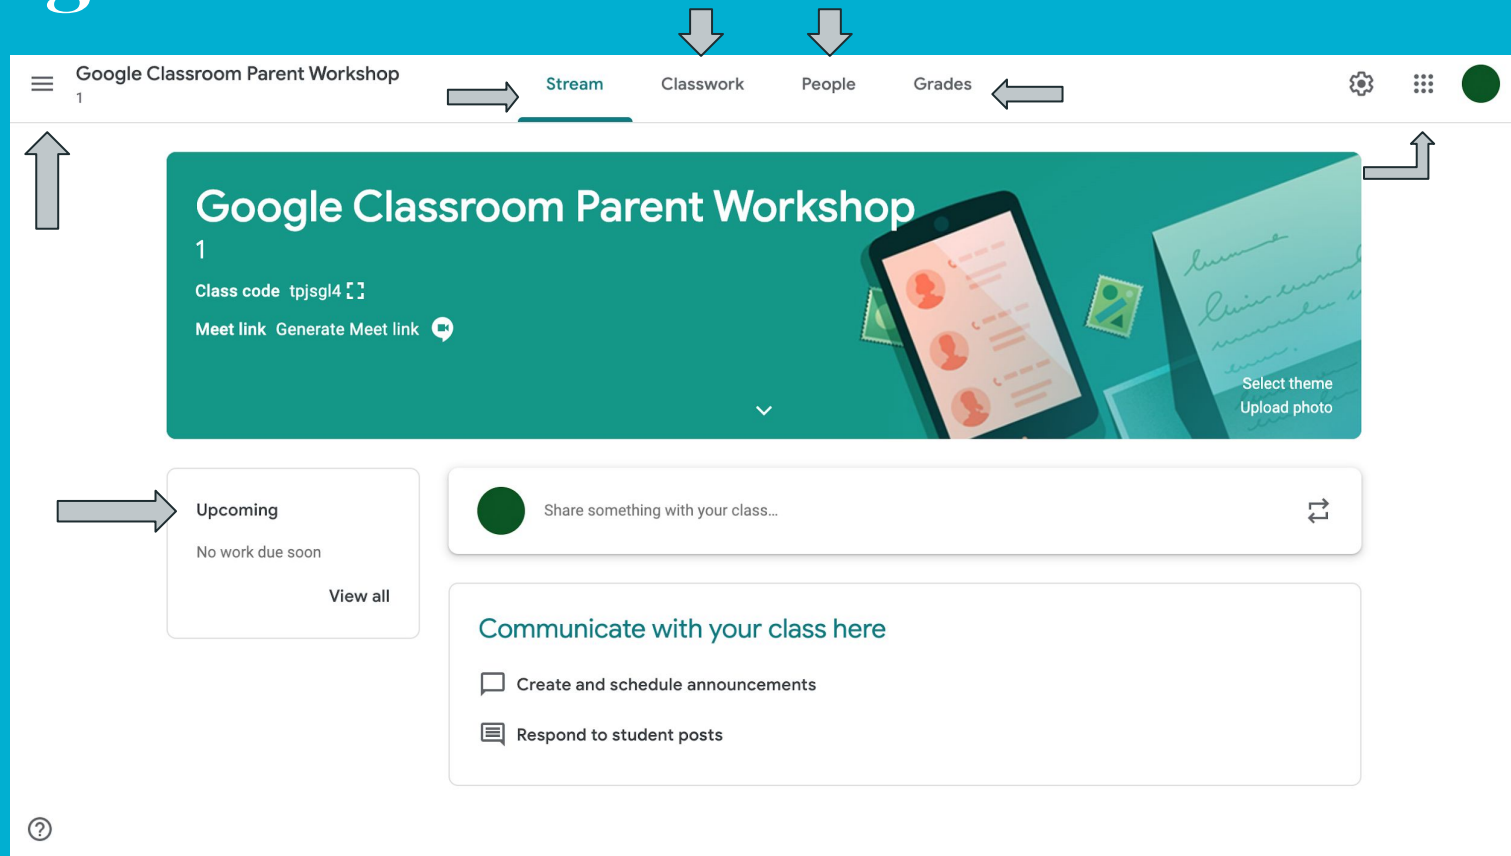 g
Google Classroom Parent Workshop
1
Stream Classwork People Grades
Google Classroom Parent Workshop
1
Class code tpjsgl4
Meet link Generate Meet link
Select theme
Upload photo
Upcoming
No work due soon
View all
Share something with your class...
Communicate with your class here
Create and schedule announcements
Respond to student posts